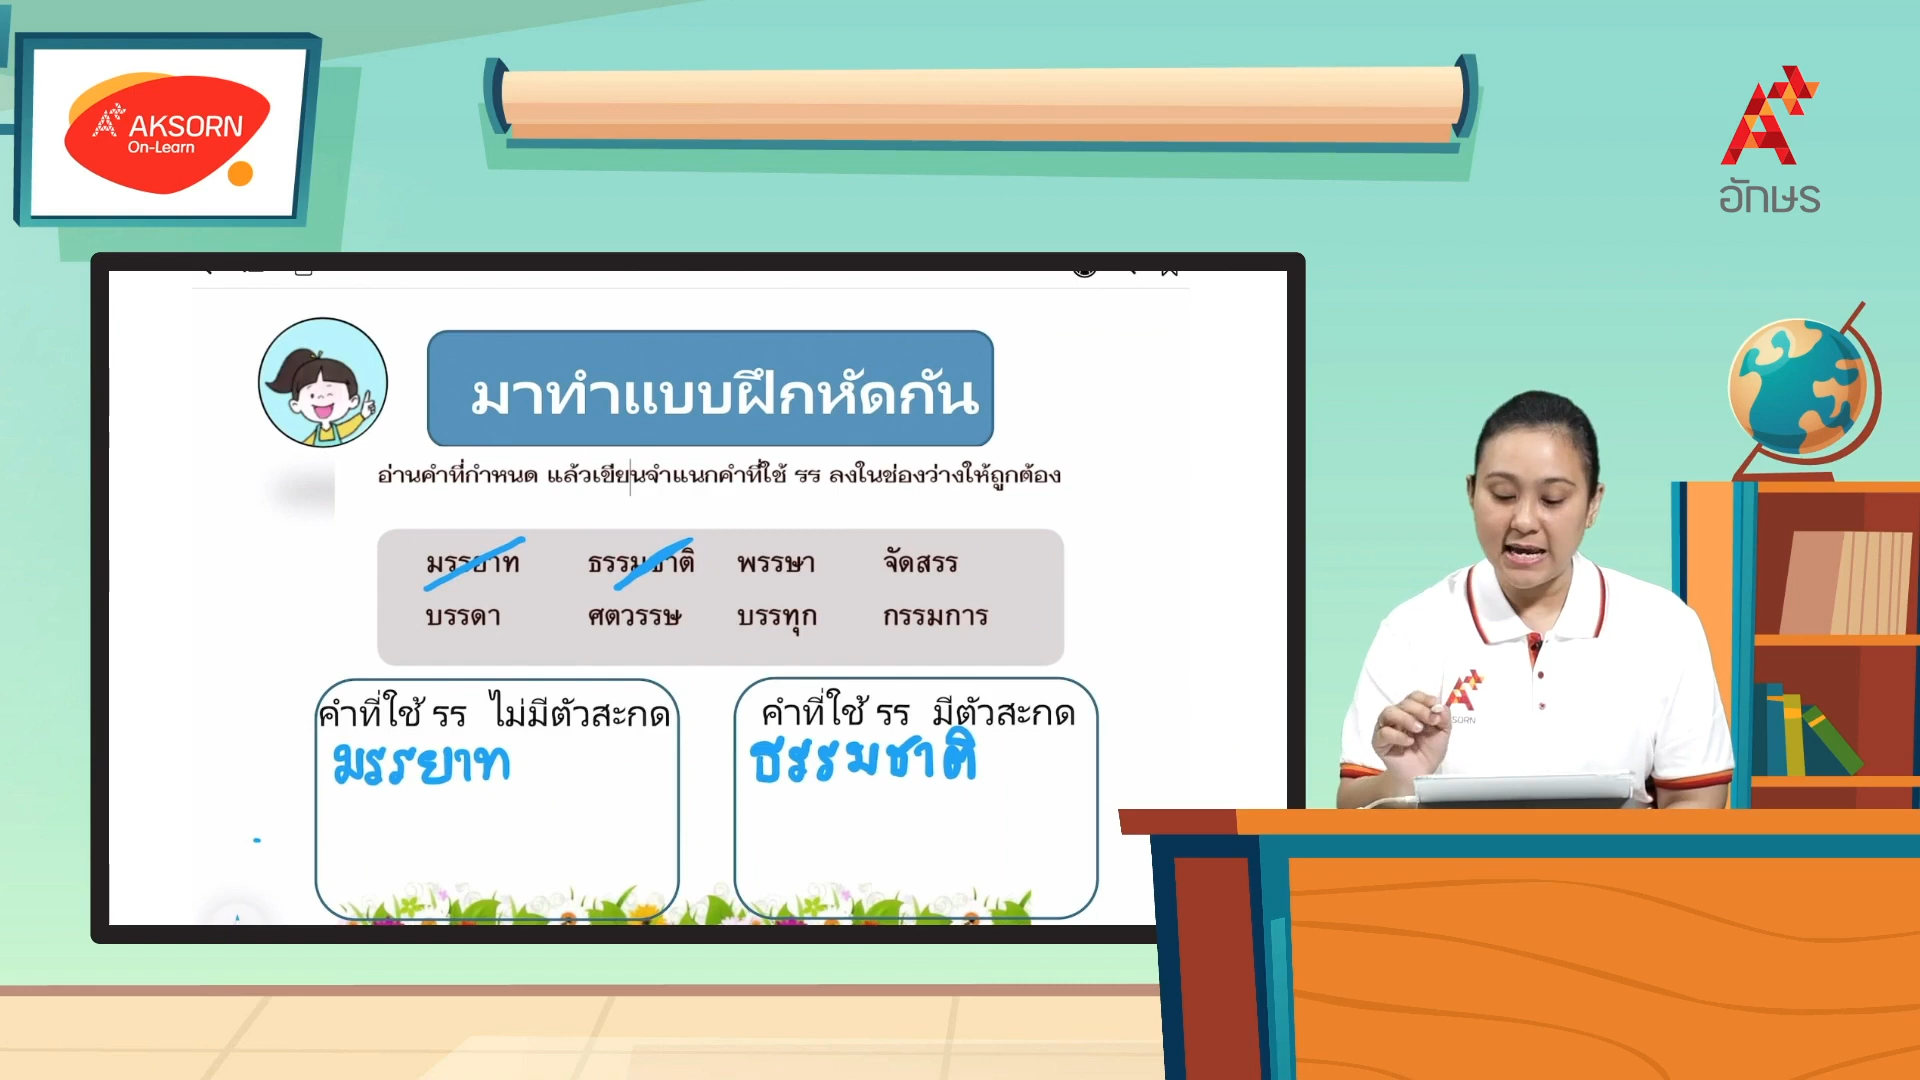 AKSORN
On-Learn
อักษร
มาทำแบบฝึกหัดกัน
อ่านคำที่กำหนด แล้วเขียนจำแนกคำที่ใช้ รร ลงในช่องว่างให้ถูกต้อง
มรรยาท ธรรมชาติ พรรษา จัดสรร
บรรดา ศตวรรษ บรรทุก กรรมการ
คำที่ใช้ รร ไม่มีตัวสะกด
มรรยาท
คำที่ใช้ รร มีตัวสะกด
ธรรมชาติ